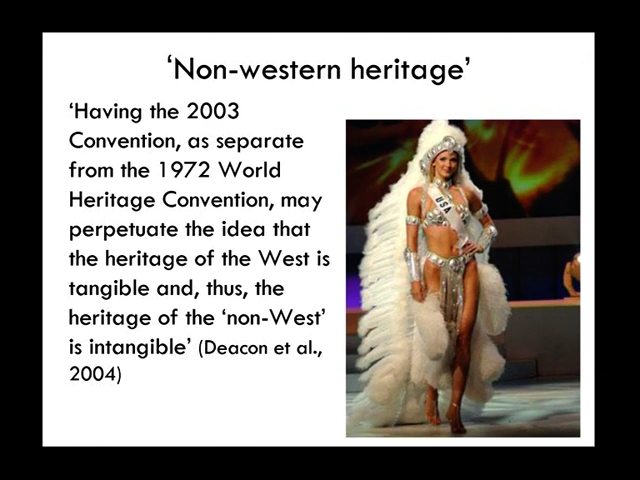 ‘Non-western heritage’
‘Having the 2003
Convention, as separate
from the 1972 World
Heritage Convention, may
perpetuate the idea that
the heritage of the West is
tangible and, thus, the
heritage of the ‘non-West’
is intangible’ (Deacon et al.,
2004)
USA